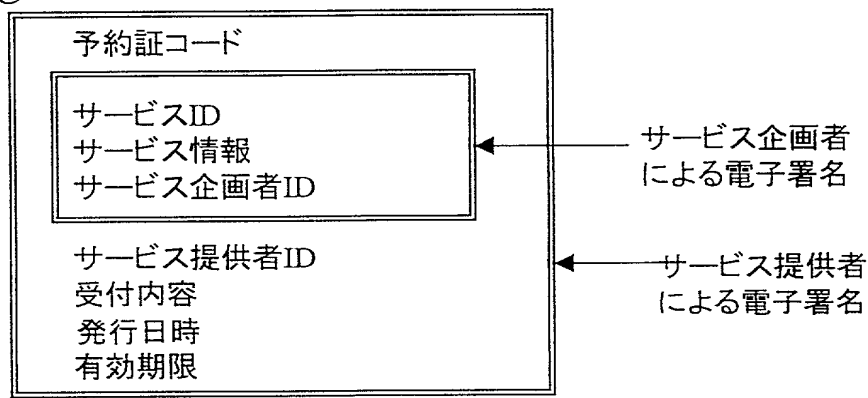 予約証コード
サービスID
サービス情報
サービス企画者ID
サービス企画者
による電子署名
サービス提供者ID
受付内容
発行日時
有効期限
サービス提供者
による電子署名